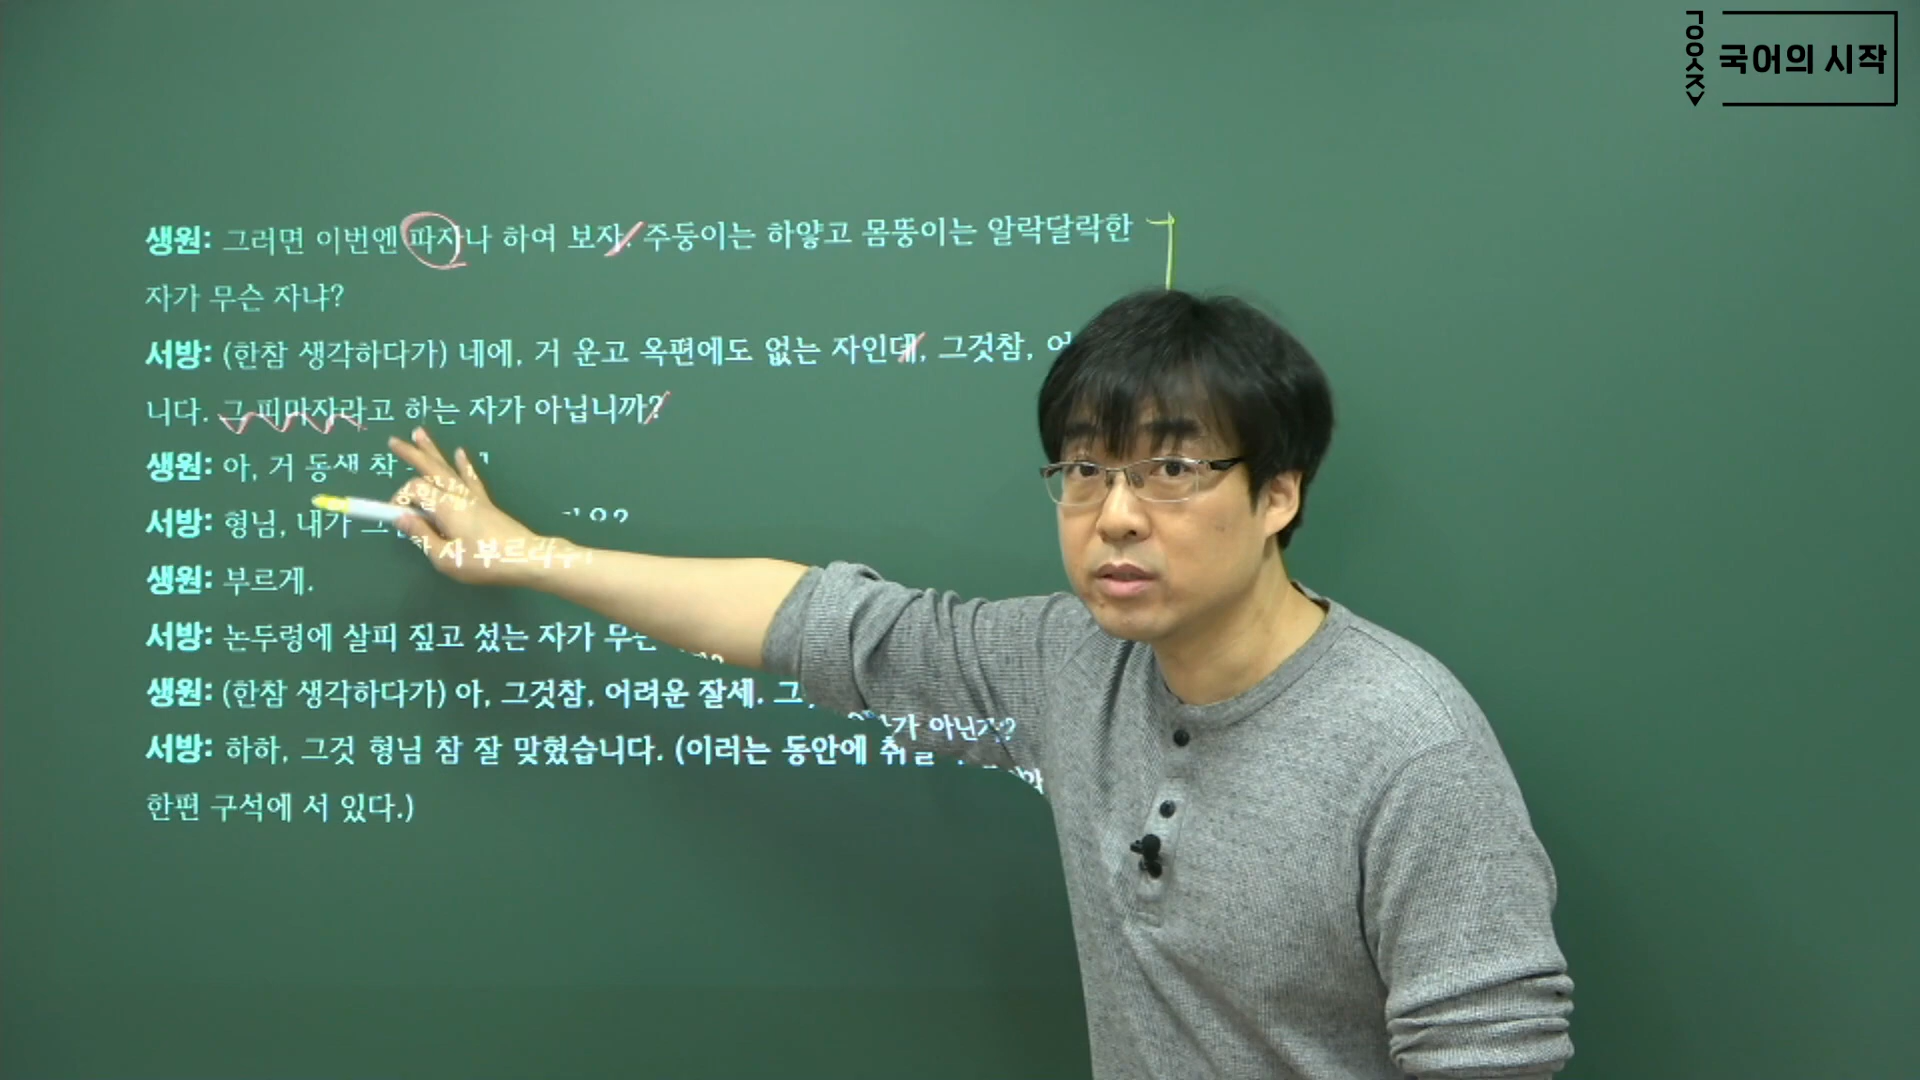 국어의 시작
생원: 그러면 이번엔 파자나 하여 보자. 주둥이는 하얗고 몸뚱이는 알락달락한
자가 무슨 자냐?
서방: (한참 생각하다가) 네에, 거 운고 옥편에도 없는 자인데, 그것참,
니다. 그 피마자라고 하는 자가 아닙니까?
생원: 아, 거 동생
서방: 형님, 내가
생원: 부르게.
서방: 논두렁에 살피 짚고 섰는 자가
생원: (한참 생각하다가) 아, 그것참, 어려운 잘세. 아닌가?
서방: 하하, 그것 형님 참 잘 맞혔습니다. (이러는 동안에
한편 구석에 서 있다.)